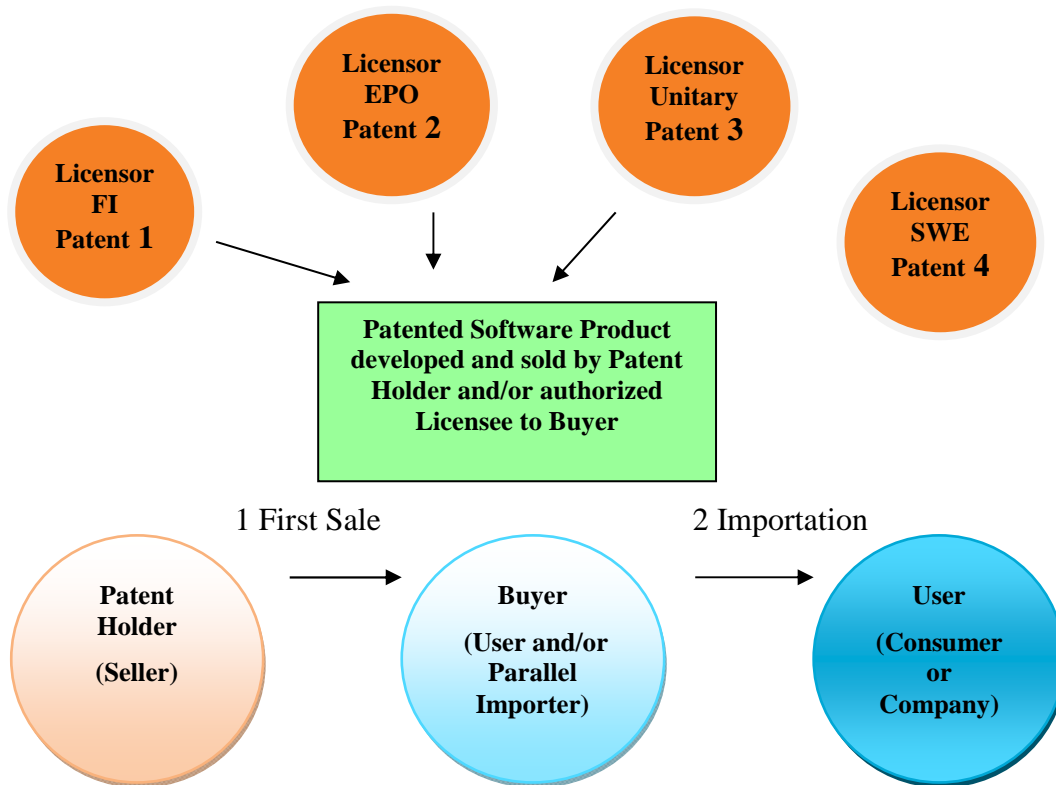 Licensor
FI
Patent 1
Licensor
EPO
Patent 2
Licensor
Unitary
Patent 3
Licensor
SWE
Patent 4
Patented Software Product
developed and sold by Patent
Holder and/or authorized
Licensee to Buyer
1 First Sale
2 Importation
Patent
Holder
(Seller)
Buyer
(User and/or
Parallel
Importer)
User
(Consumer
or
Company)